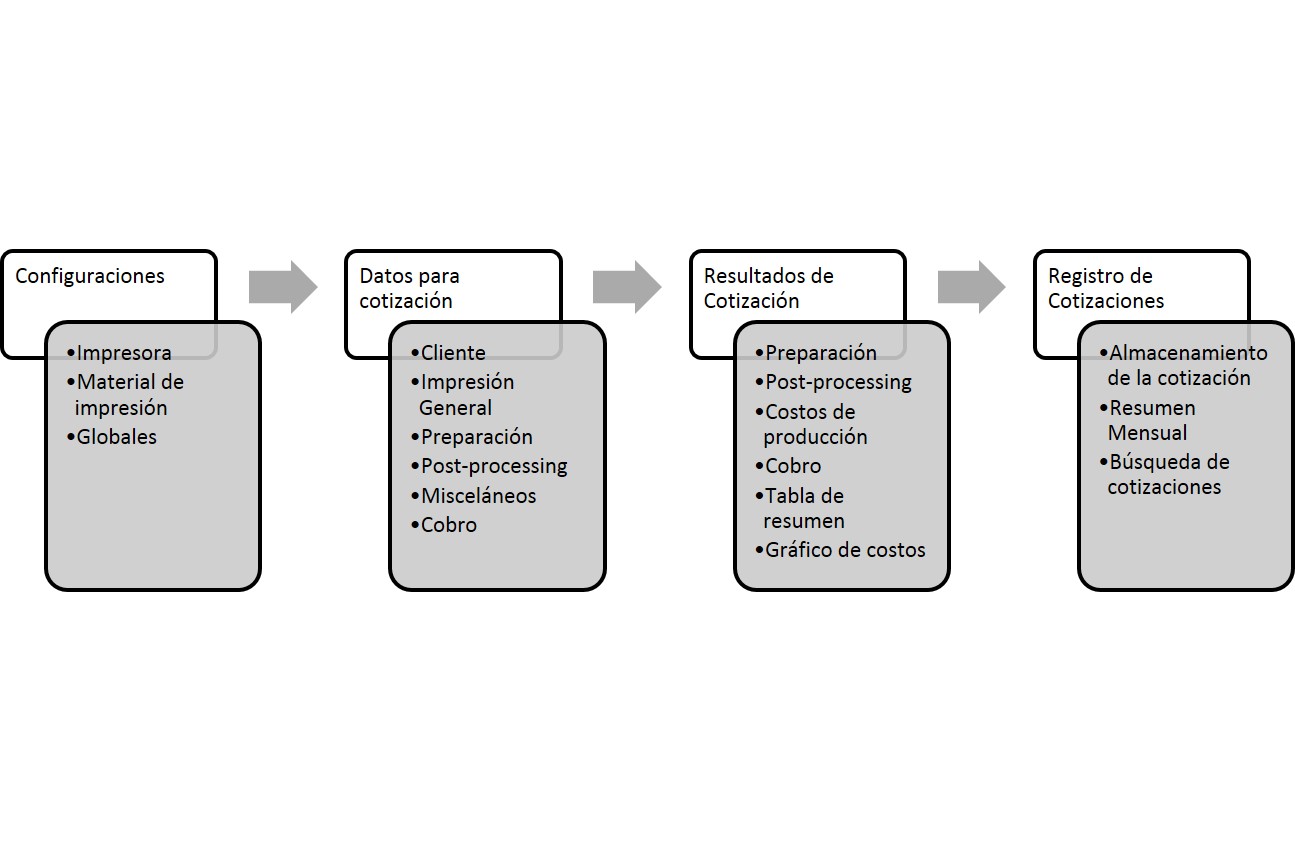 Configuraciones
•Impresora
•Material de
impresión
•Globales
Datos para
cotización
•Cliente
•Impresión
General
•Preparación
•Post-processing
•Misceláneos
•Cobro
Resultados de
Cotización
•Preparación
•Post-processing
•Costos de
producción
•Cobro
•Tabla de
resumen
•Gráfico de costos
Registro de
Cotizaciones
•Almacenamiento
de la cotización
•Resumen
Mensual
•Búsqueda de
cotizaciones